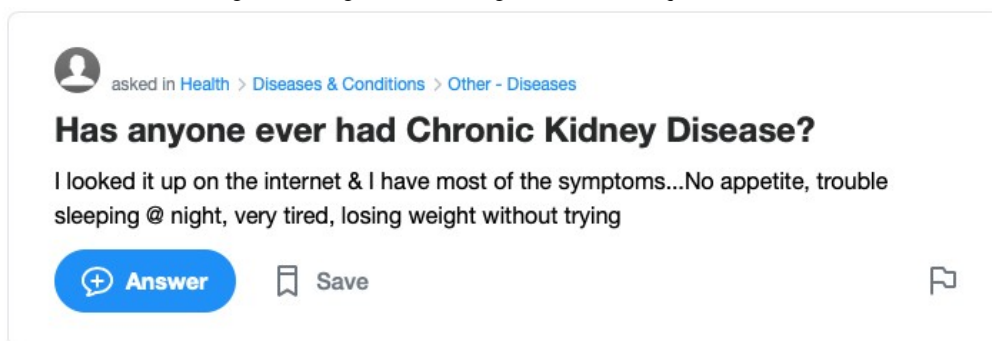 asked in Health > Diseases & Conditions > Other - Diseases
Has anyone ever had Chronic Kidney Disease?
I looked it up on the internet & I have most of the symptoms...No appetite, trouble
sleeping @ night, very tired, losing weight without trying
Answer Save